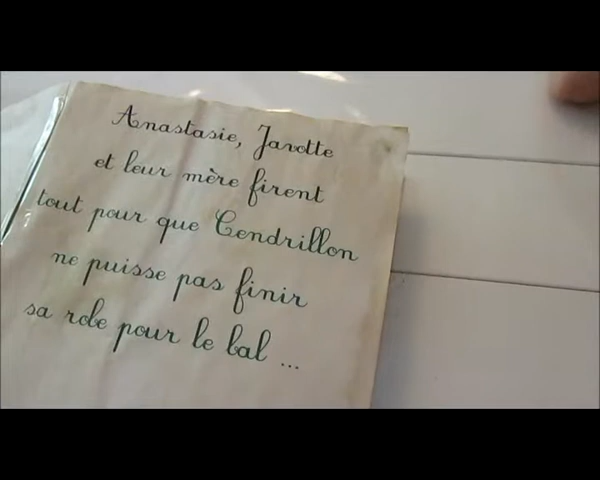 Anastasie, Javotte
et leur mère firent
tout pour que Cendrillon
ne puisse pas finir
sa robe pour le bal ...